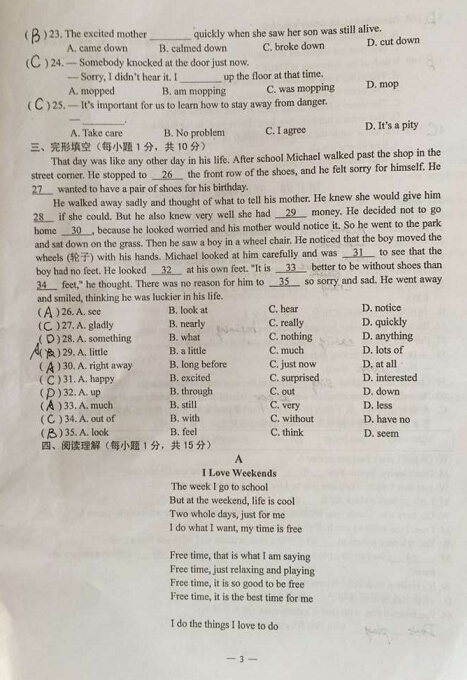 ( B ) 23. The excited mother ________ quickly when she saw her son was still alive.
A. came down B. calmed down C. broke down D. cut down
( C ) 24. — Somebody knocked at the door just now.
— Sorry, I didn't hear it. I ________ up the floor at that time.
A. mopped B. am mopping C. was mopping D. mop
( C ) 25. — It's important for us to learn how to stay away from danger.
— ________.
A. Take care B. No problem C. I agree D. It's a pity
三、完形填空（每小题 1 分，共 10 分）
That day was like any other day in his life. After school Michael walked past the shop in the
street corner. He stopped to 26 the front row of the shoes, and he felt sorry for himself. He
27 wanted to have a pair of shoes for his birthday.
He walked away sadly and thought of what to tell his mother. He knew she would give him
28 if she could. But he also knew very well she had 29 money. He decided not to go
home 30 , because he looked worried and his mother would notice it. So he went to the park
and sat down on the grass. Then he saw a boy in a wheel chair. He noticed that the boy moved the
wheels (轮子) with his hands. Michael looked at him carefully and was 31 to see that the
boy had no feet. He looked 32 at his own feet. "It is 33 better to be without shoes than
34 feet," he thought. There was no reason for him to 35 so sorry and sad. He went away
and smiled, thinking he was luckier in his life.
( A ) 26. A. see B. look at C. hear D. notice
( C ) 27. A. gladly B. nearly C. really D. quickly
( D ) 28. A. something B. what C. nothing D. anything
( A ) 29. A. little B. a little C. much D. lots of
( A ) 30. A. right away B. long before C. just now D. at all
( C ) 31. A. happy B. excited C. surprised D. interested
( D ) 32. A. up B. through C. out D. down
( A ) 33. A. much B. still C. very D. less
( C ) 34. A. out of B. with C. without D. have no
( B ) 35. A. look B. feel C. think D. seem
四、阅读理解（每小题 1 分，共 15 分）
A
I Love Weekends
The week I go to school
But at the weekend, life is cool
Two whole days, just for me
I do what I want, my time is free
Free time, that is what I am saying
Free time, just relaxing and playing
Free time, it is so good to be free
Free time, it is the best time for me
I do the things I love to do
— 3 —